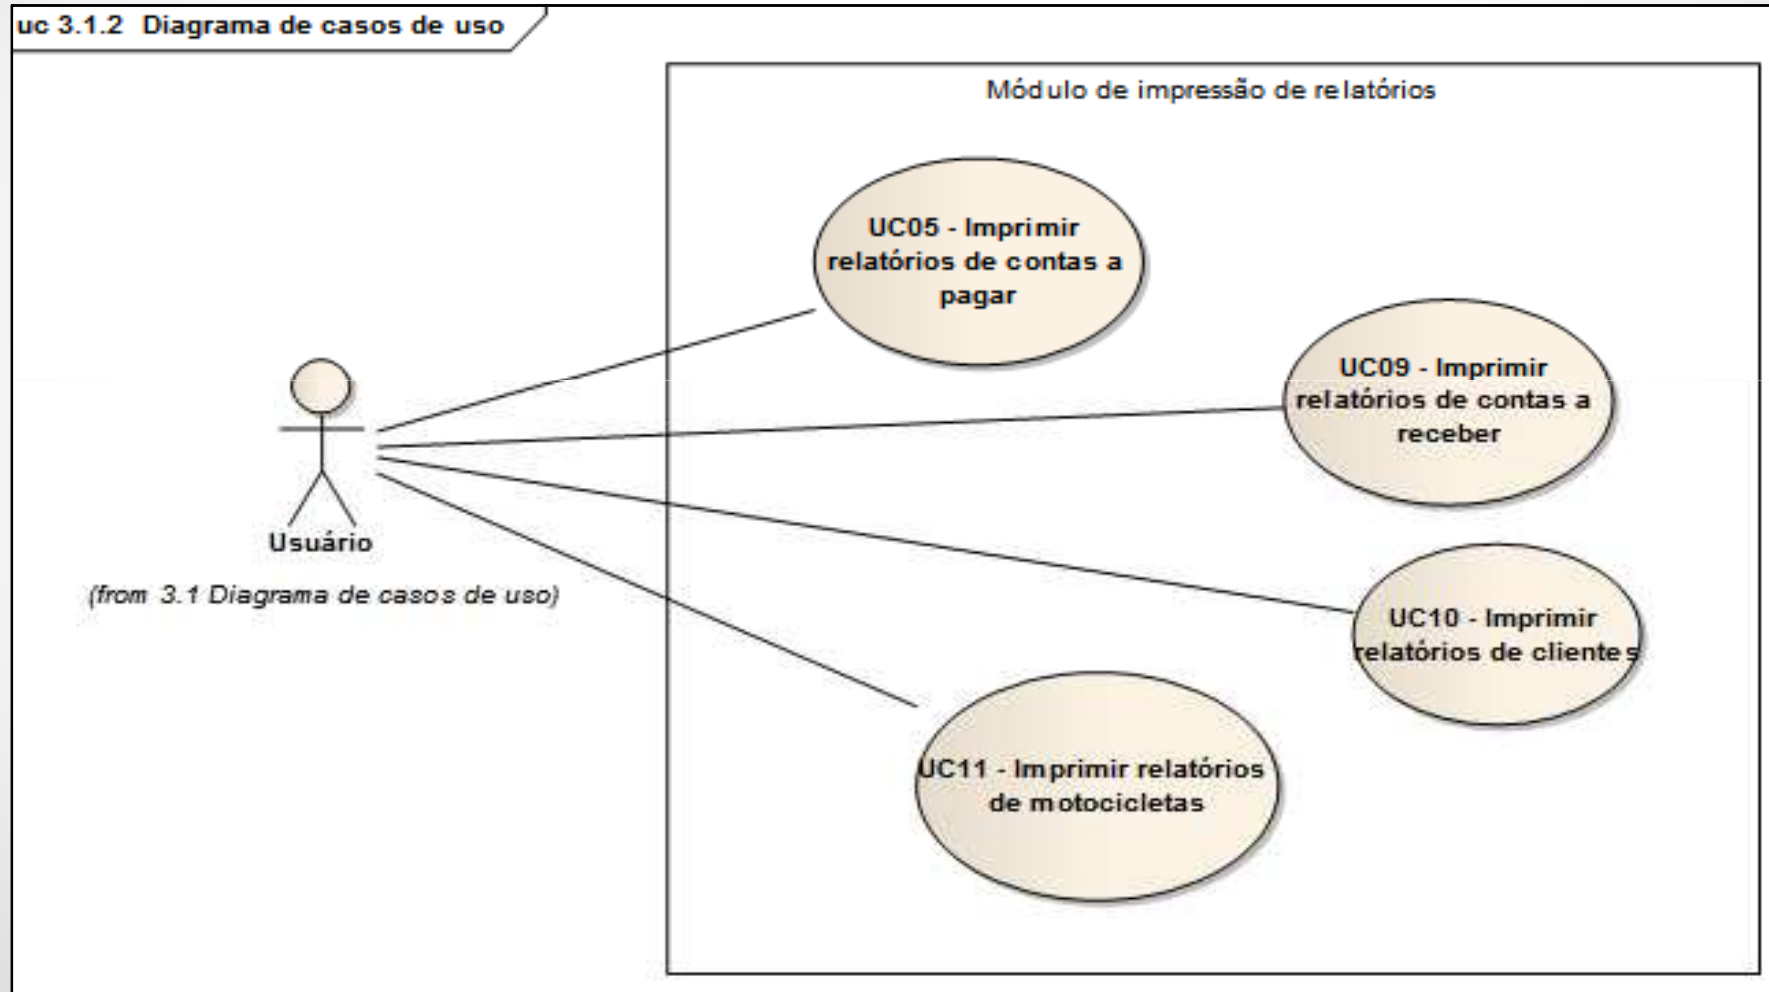 uc 3.1.2 Diagrama de casos de uso
Módulo de impressão de relatórios
UC05 - Imprimir
relatórios de contas a
pagar
UC09 - Imprimir
relatórios de contas a
receber
Usuário
(from 3.1 Diagrama de casos de uso)
UC10 - Imprimir
relatórios de clientes
UC11 - Imprimir relatórios
de motocicletas